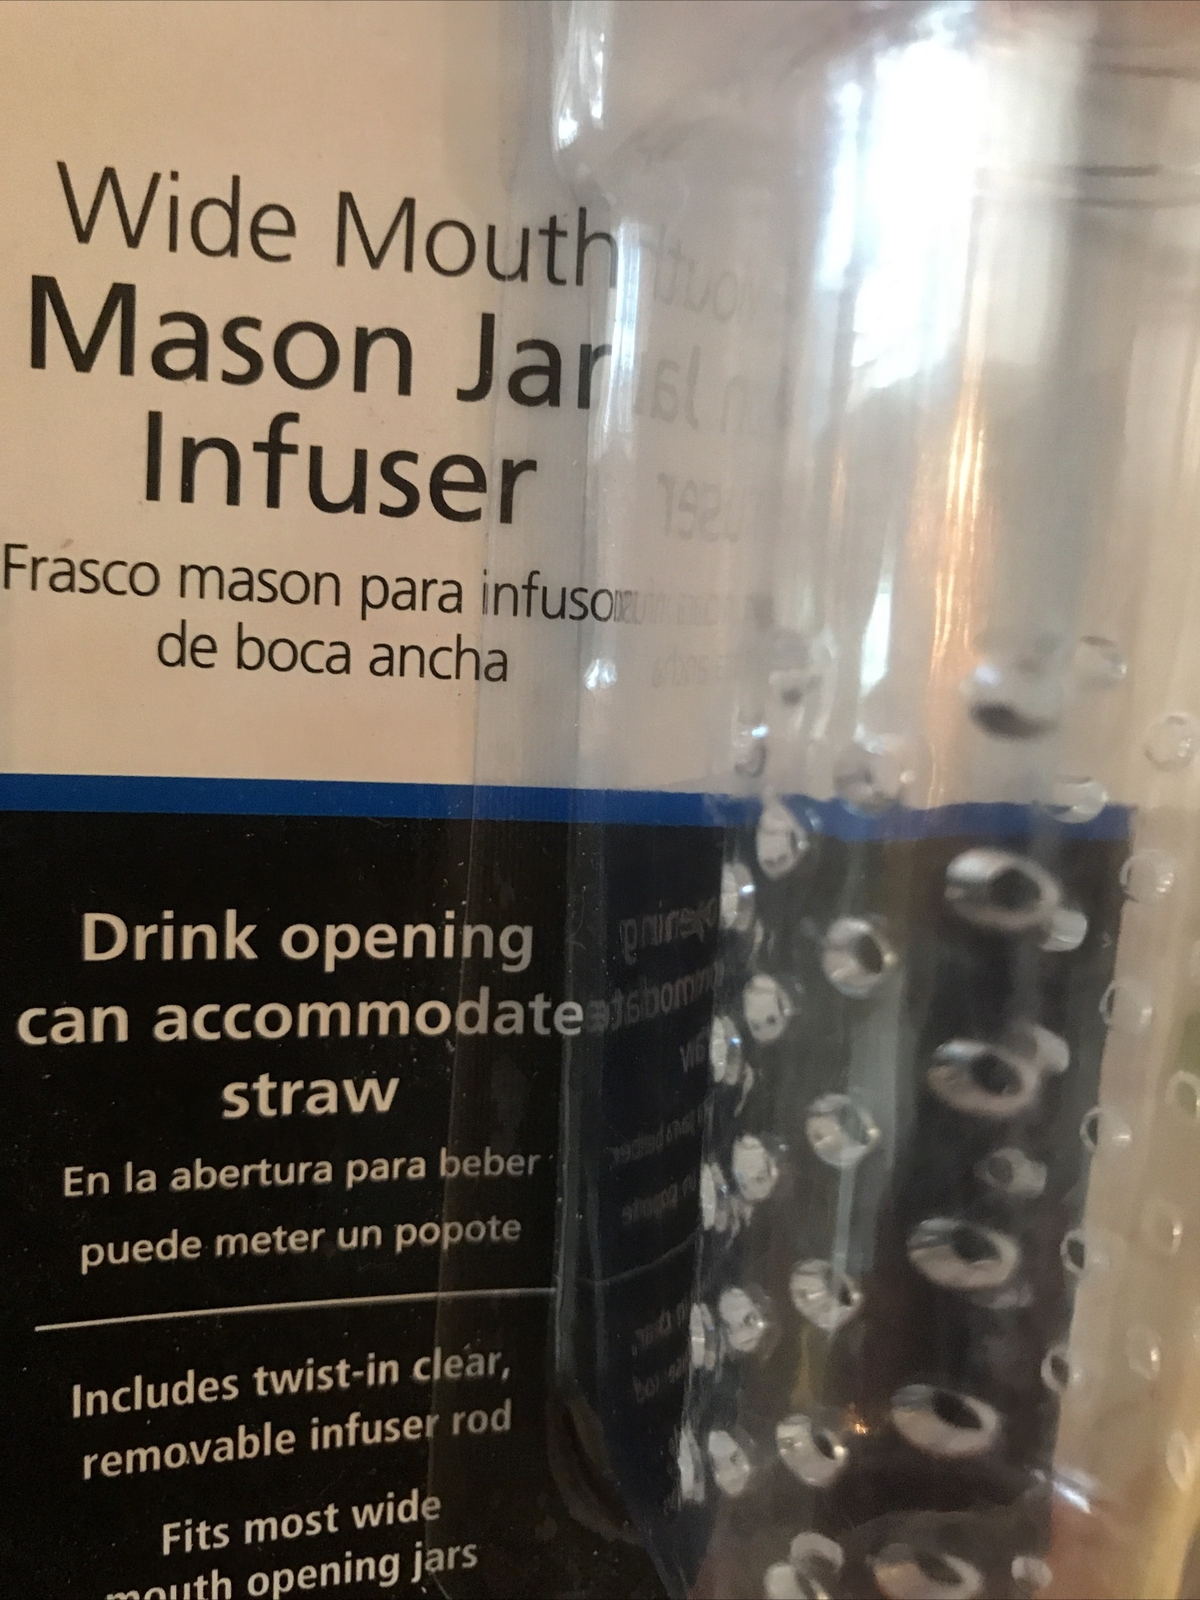 Wide Mouth
Mason Jar
Infuser
Frasco mason para infusor
de boca ancha
Drink opening
can accommodate
straw
En la abertura para beber
puede meter un popote
Includes twist-in clear,
removable infuser rod
Fits most wide
mouth opening jars